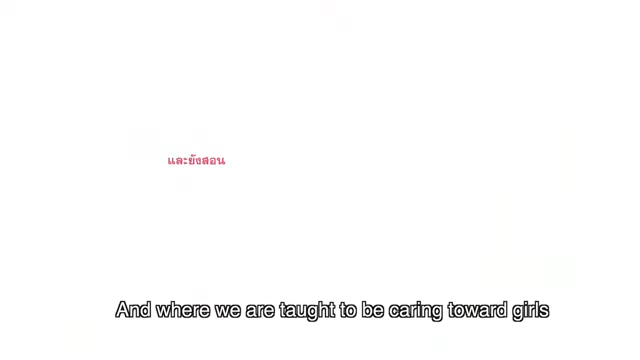 และยังสอน
And where we are taught to be caring toward girls